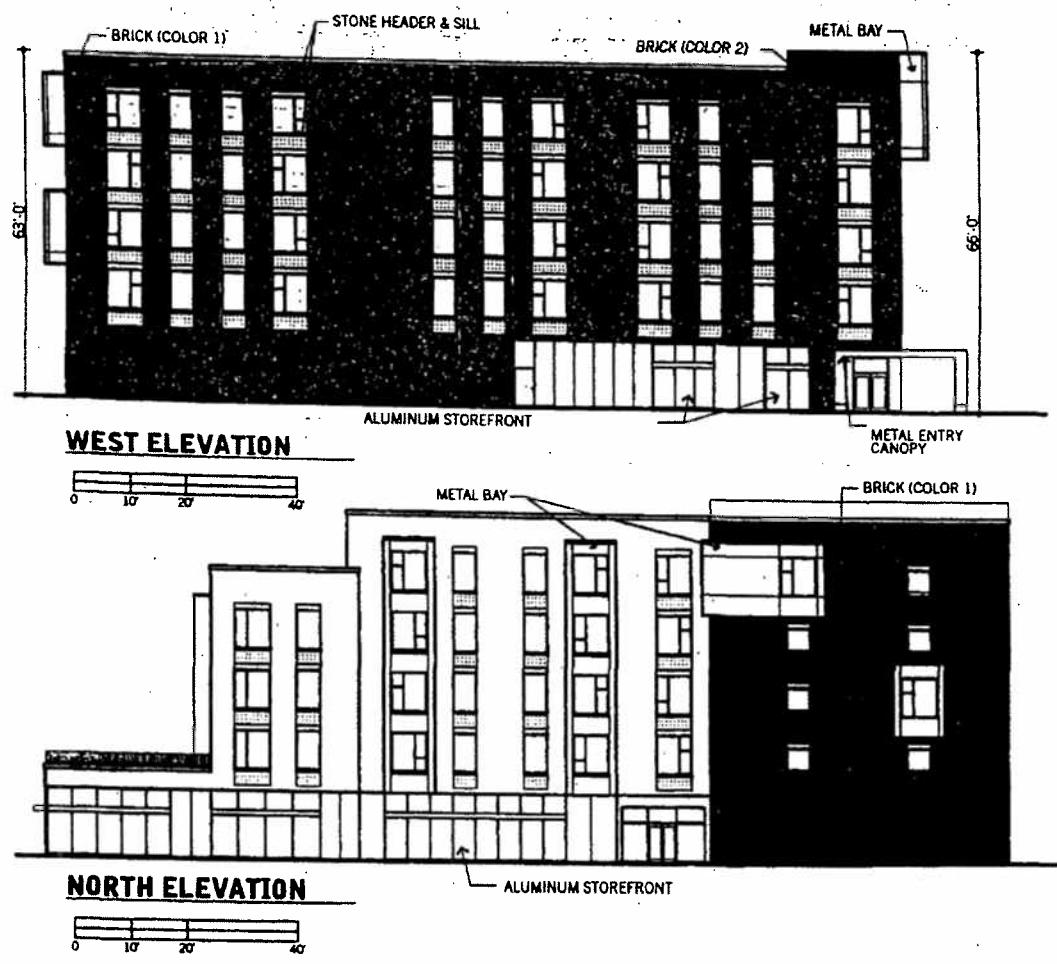 STONE HEADER & SILL
BRICK (COLOR 1)
BRICK (COLOR 2)
METAL BAY
63'-0"
66'-0"
ALUMINUM STOREFRONT
METAL ENTRY
CANOPY
WEST ELEVATION
0 10' 20' 40'
METAL BAY
BRICK (COLOR 1)
ALUMINUM STOREFRONT
NORTH ELEVATION
0 10' 20' 40'